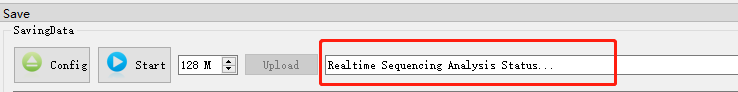 Save
SavingData
Config Start 128 M Upload Realtime Sequencing Analysis Status...